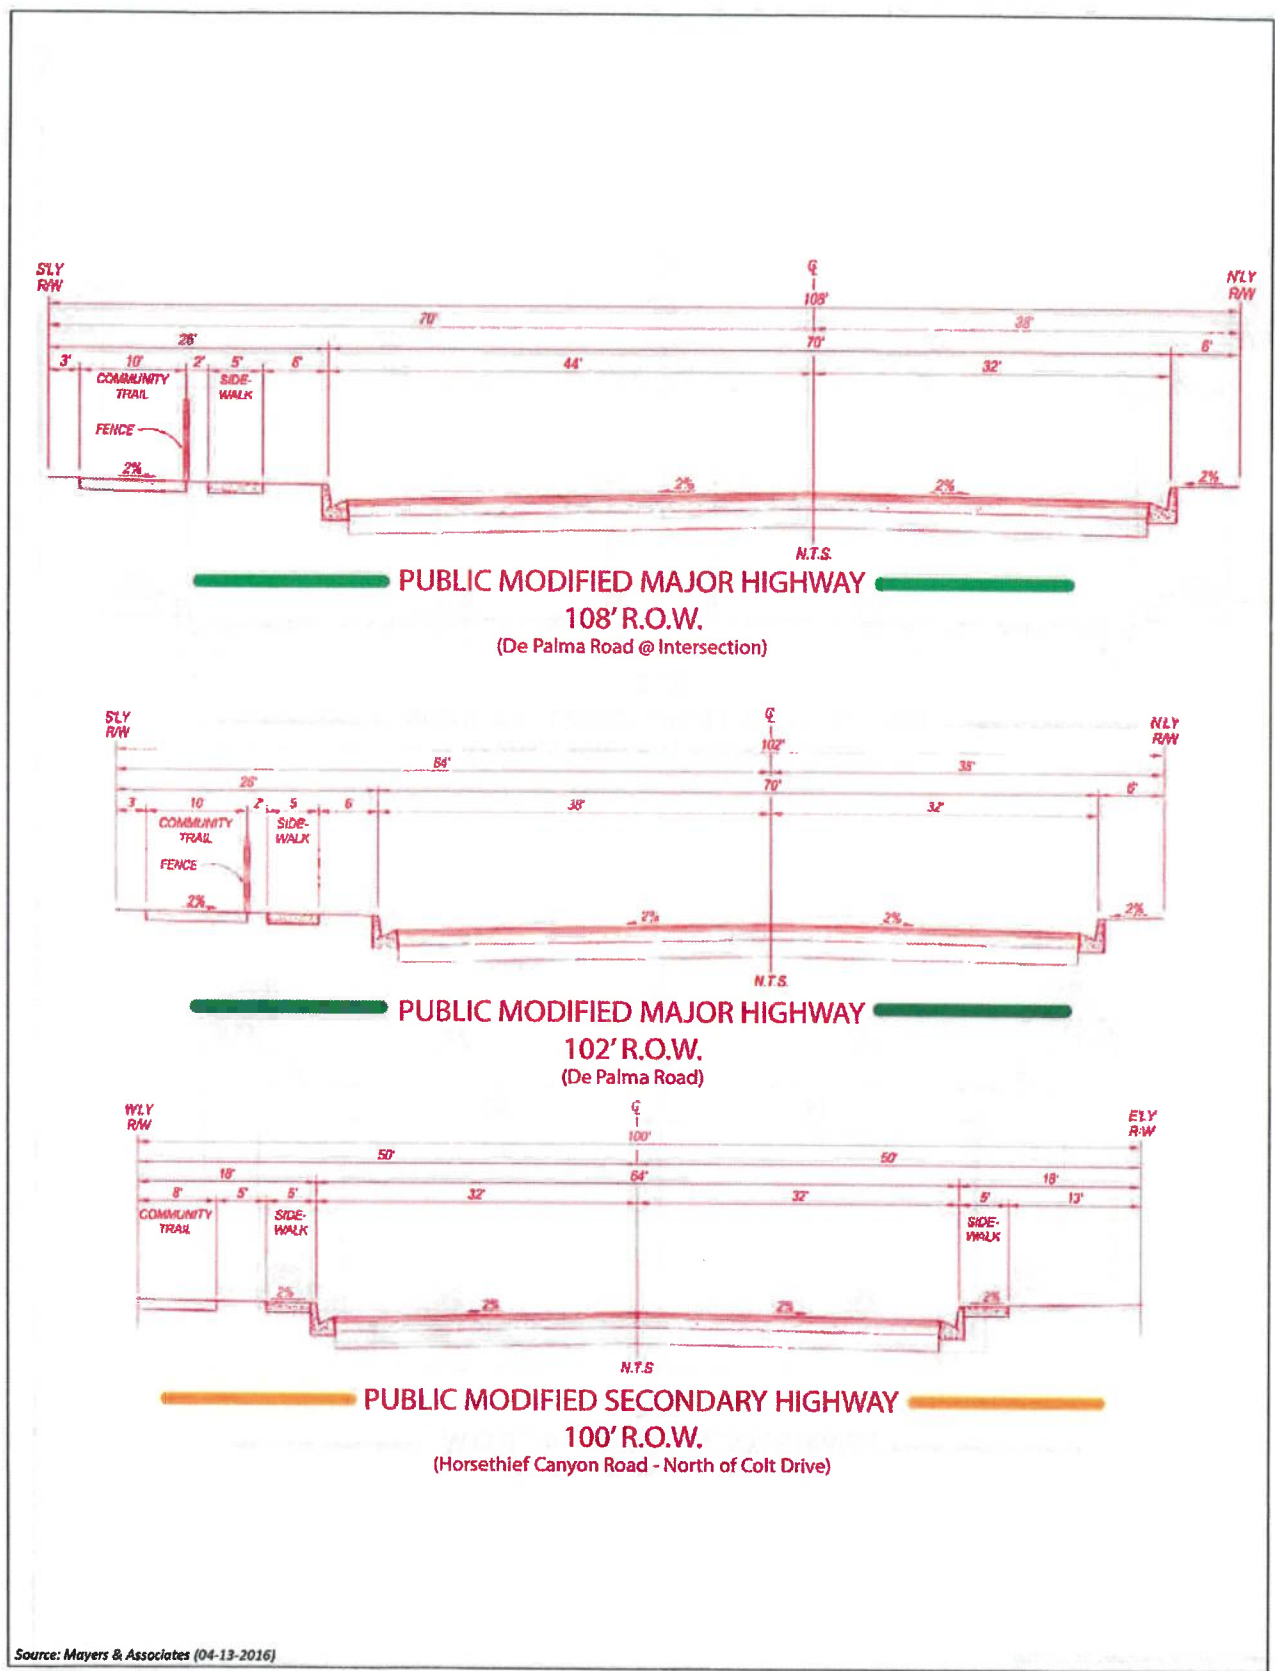 S'LY
R/W
℄
N'LY
R/W
108'
70'
38'
26'
70'
6'
3'
10'
2'
5'
6'
44'
32'
COMMUNITY
TRAIL
SIDE-
WALK
FENCE
2%
2%
2%
2%
N.T.S.
PUBLIC MODIFIED MAJOR HIGHWAY
108' R.O.W.
(De Palma Road @ Intersection)
S'LY
R/W
℄
N'LY
R/W
102'
64'
38'
26'
70'
6'
3'
10'
2'
5'
6'
38'
32'
COMMUNITY
TRAIL
SIDE-
WALK
FENCE
2%
2%
2%
2%
N.T.S.
PUBLIC MODIFIED MAJOR HIGHWAY
102' R.O.W.
(De Palma Road)
W'LY
R/W
℄
E'LY
R/W
100'
50'
50'
18'
64'
18'
8'
5'
5'
32'
32'
5'
13'
COMMUNITY
TRAIL
SIDE-
WALK
SIDE-
WALK
2%
2%
2%
2%
N.T.S
PUBLIC MODIFIED SECONDARY HIGHWAY
100' R.O.W.
(Horsethief Canyon Road - North of Colt Drive)
Source: Mayers & Associates (04-13-2016)